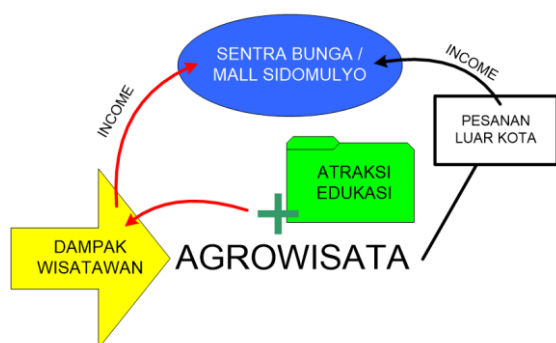 SENTRA BUNGA /
MALL SIDOMULYO
INCOME
INCOME
PESANAN
LUAR KOTA
ATRAKSI
EDUKASI
DAMPAK
WISATAWAN
AGROWISATA